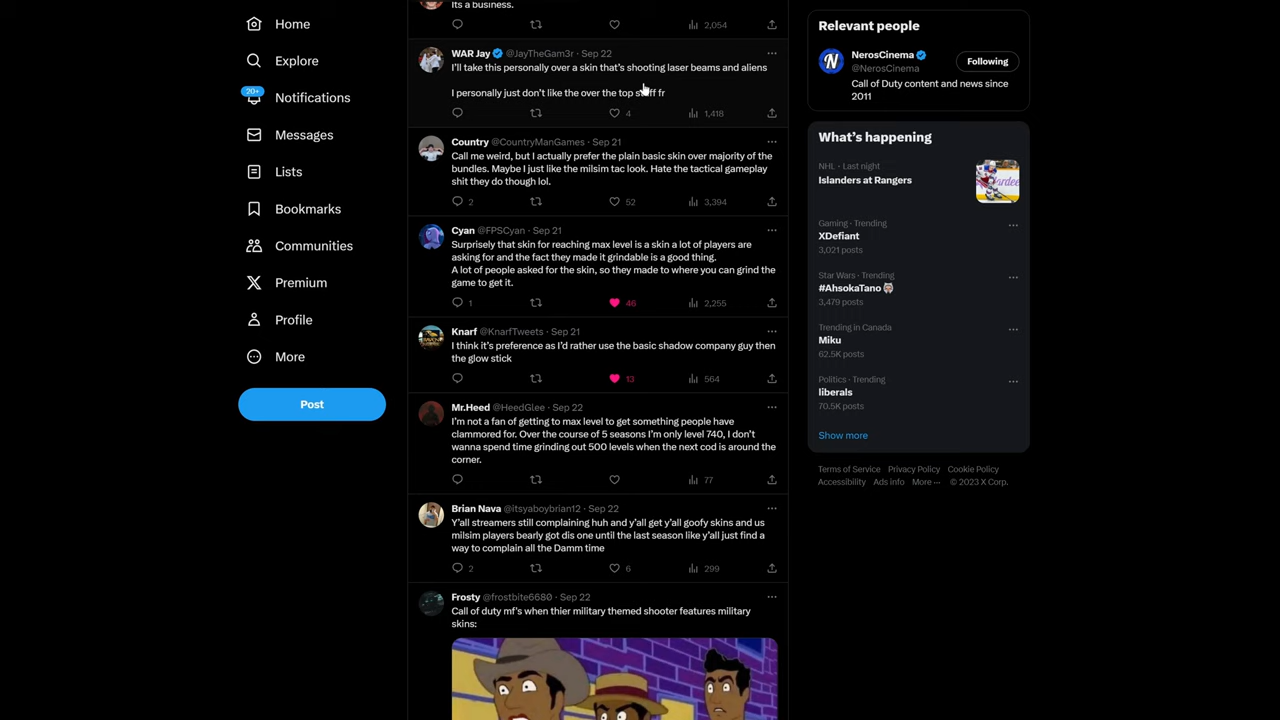 Home
Explore
20+
Notifications
Messages
Lists
Bookmarks
Communities
Premium
Profile
More
Post
Its a business.
2,054
WAR Jay @JayTheGam3r · Sep 22
I'll take this personally over a skin that's shooting laser beams and aliens
I personally just don't like the over the top stuff fr
4
1,418
Country @CountryManGames · Sep 21
Call me weird, but I actually prefer the plain basic skin over majority of the
bundles. Maybe I just like the milsim tac look. Hate the tactical gameplay
shit they do though lol.
2
52
3,394
Cyan @FPSCyan · Sep 21
Surprisely that skin for reaching max level is a skin a lot of players are
asking for and the fact they made it grindable is a good thing.
A lot of people asked for the skin, so they made to where you can grind the
game to get it.
1
46
2,255
Knarf @KnarfTweets · Sep 21
I think it's preference as I'd rather use the basic shadow company guy then
the glow stick
13
564
Mr.Heed @HeedGlee · Sep 22
I'm not a fan of getting to max level to get something people have
clammored for. Over the course of 5 seasons I'm only level 740, I don't
wanna spend time grinding out 500 levels when the next cod is around the
corner.
77
Brian Nava @itsyaboybrian12 · Sep 22
Y'all streamers still complaining huh and y'all get y'all goofy skins and us
milsim players bearly got dis one until the last season like y'all just find a
way to complain all the Damm time
2
6
299
Frosty @frostbite6680 · Sep 22
Call of duty mf's when thier military themed shooter features military
skins:
Relevant people
NerosCinema
@NerosCinema
Following
Call of Duty content and news since
2011
What's happening
NHL · Last night
Islanders at Rangers
Gaming · Trending
XDefiant
3,021 posts
Star Wars · Trending
#AhsokaTano
3,479 posts
Trending in Canada
Miku
62.5K posts
Politics · Trending
liberals
70.5K posts
Show more
Terms of Service Privacy Policy Cookie Policy
Accessibility Ads info More ··· © 2023 X Corp.